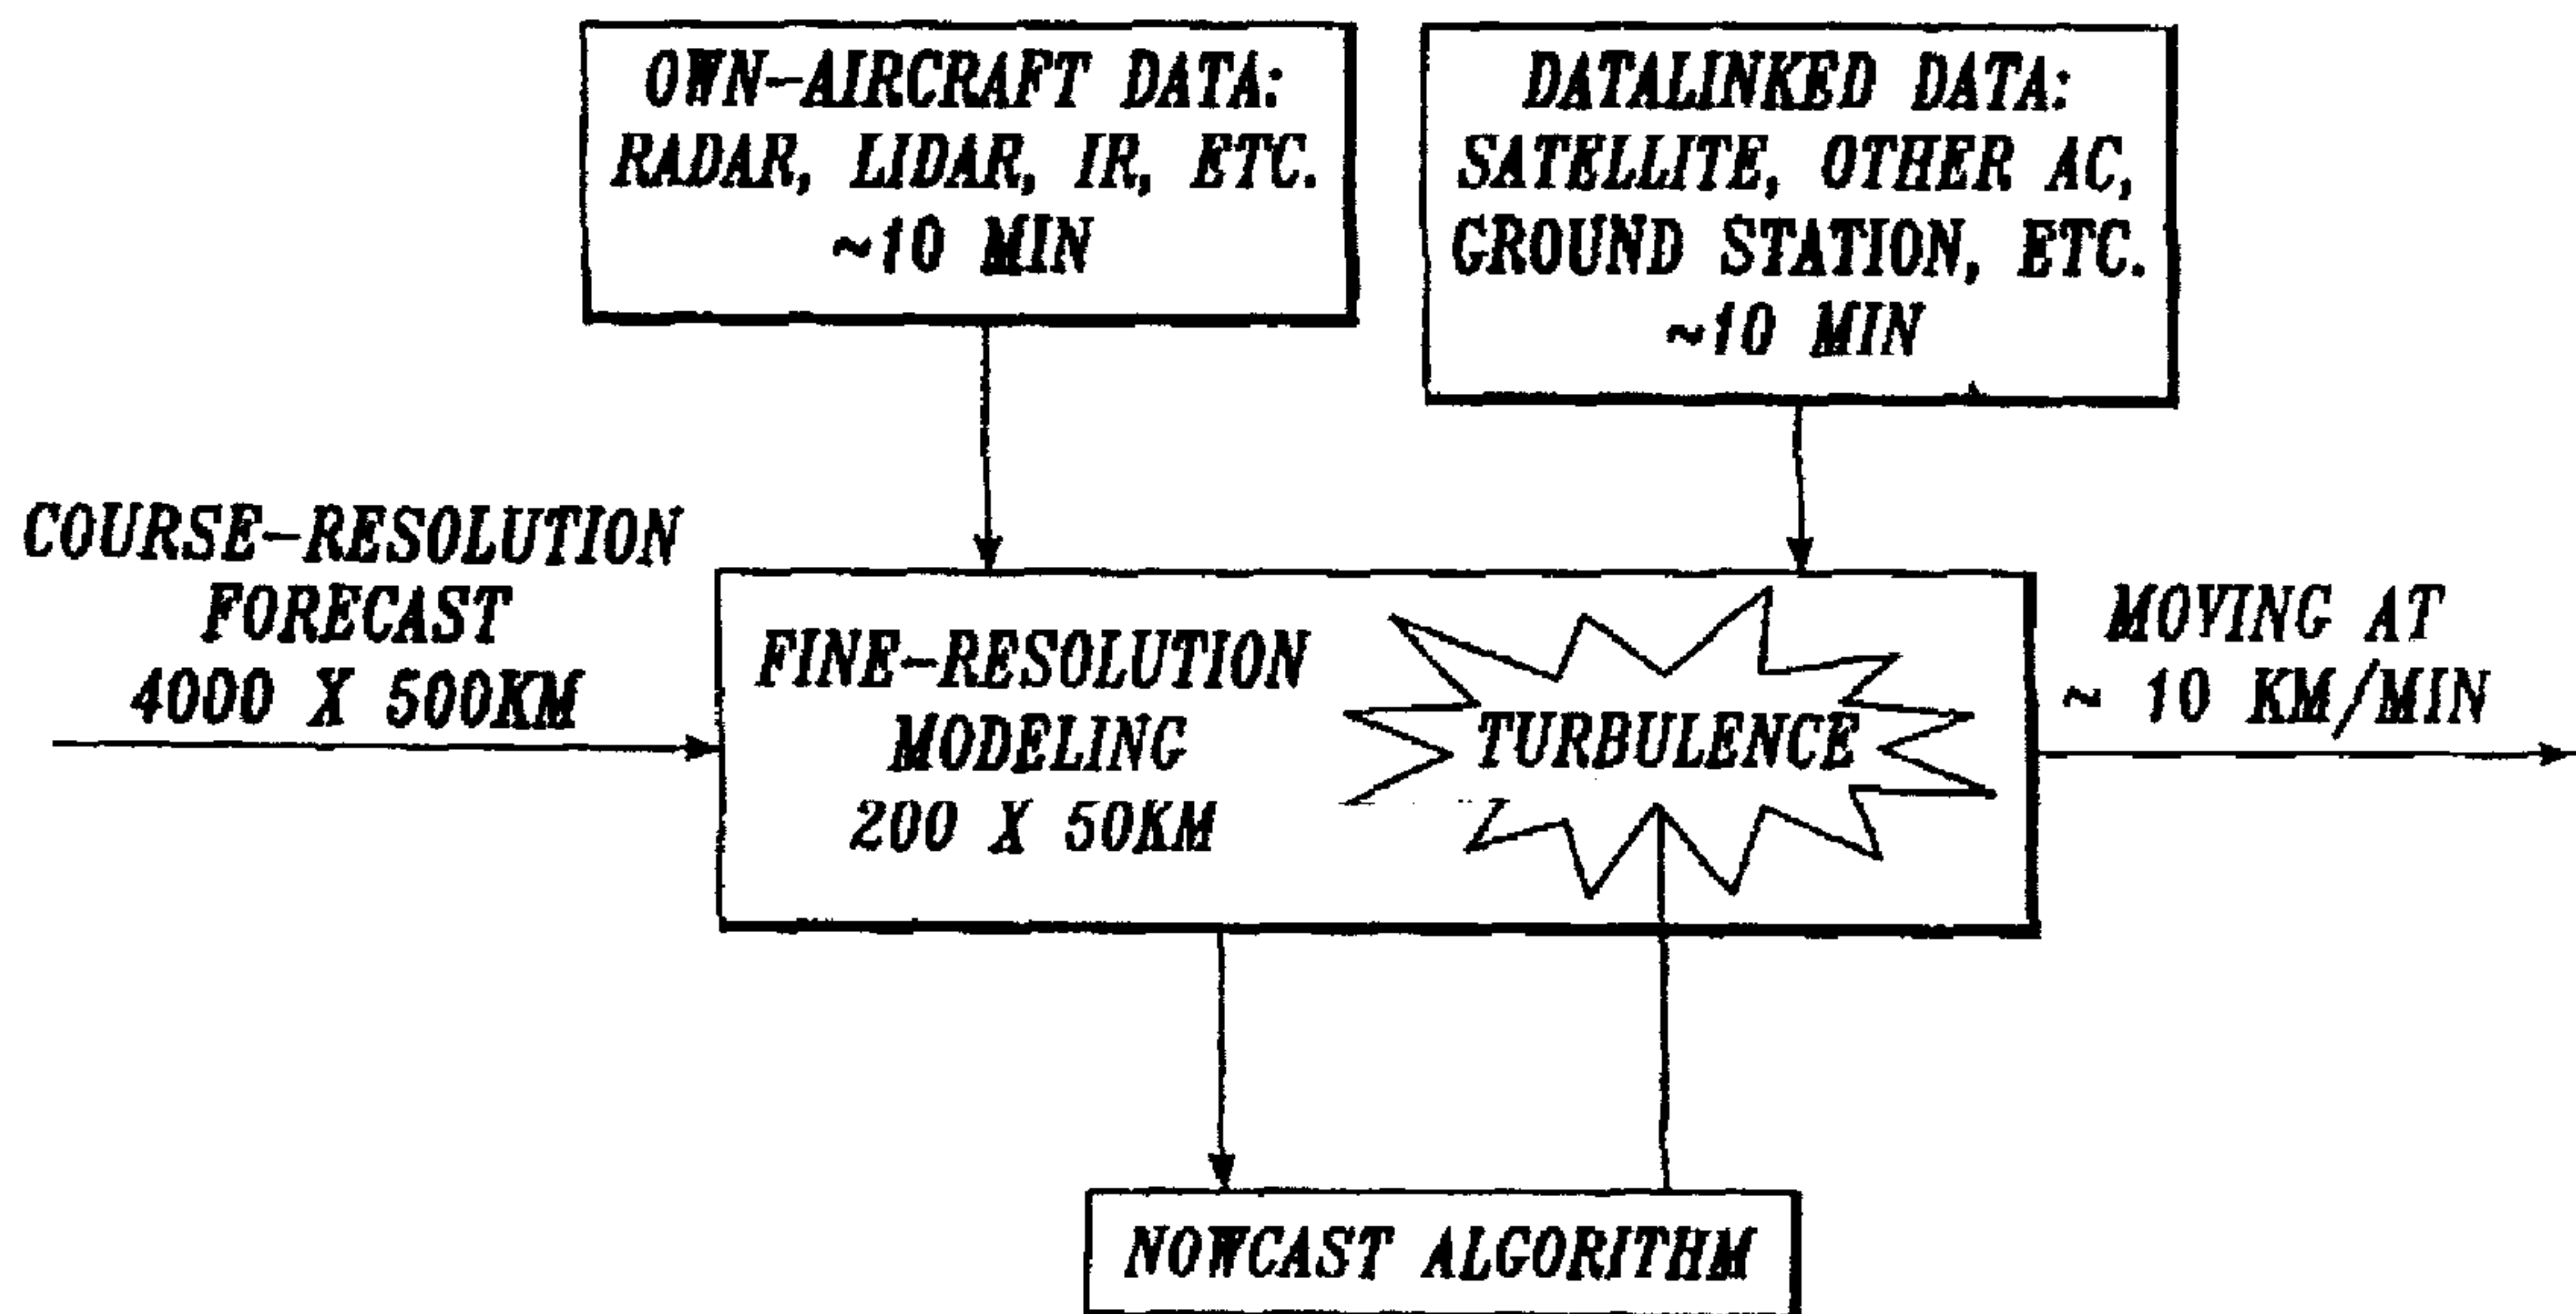 OWN-AIRCRAFT DATA:
RADAR, LIDAR, IR, ETC.
~10 MIN
DATALINKED DATA:
SATELLITE, OTHER AC,
GROUND STATION, ETC.
~10 MIN
COURSE-RESOLUTION
FORECAST
4000 X 500KM
FINE-RESOLUTION
MODELING
200 X 50KM
TURBULENCE
MOVING AT
~ 10 KM/MIN
NOWCAST ALGORITHM